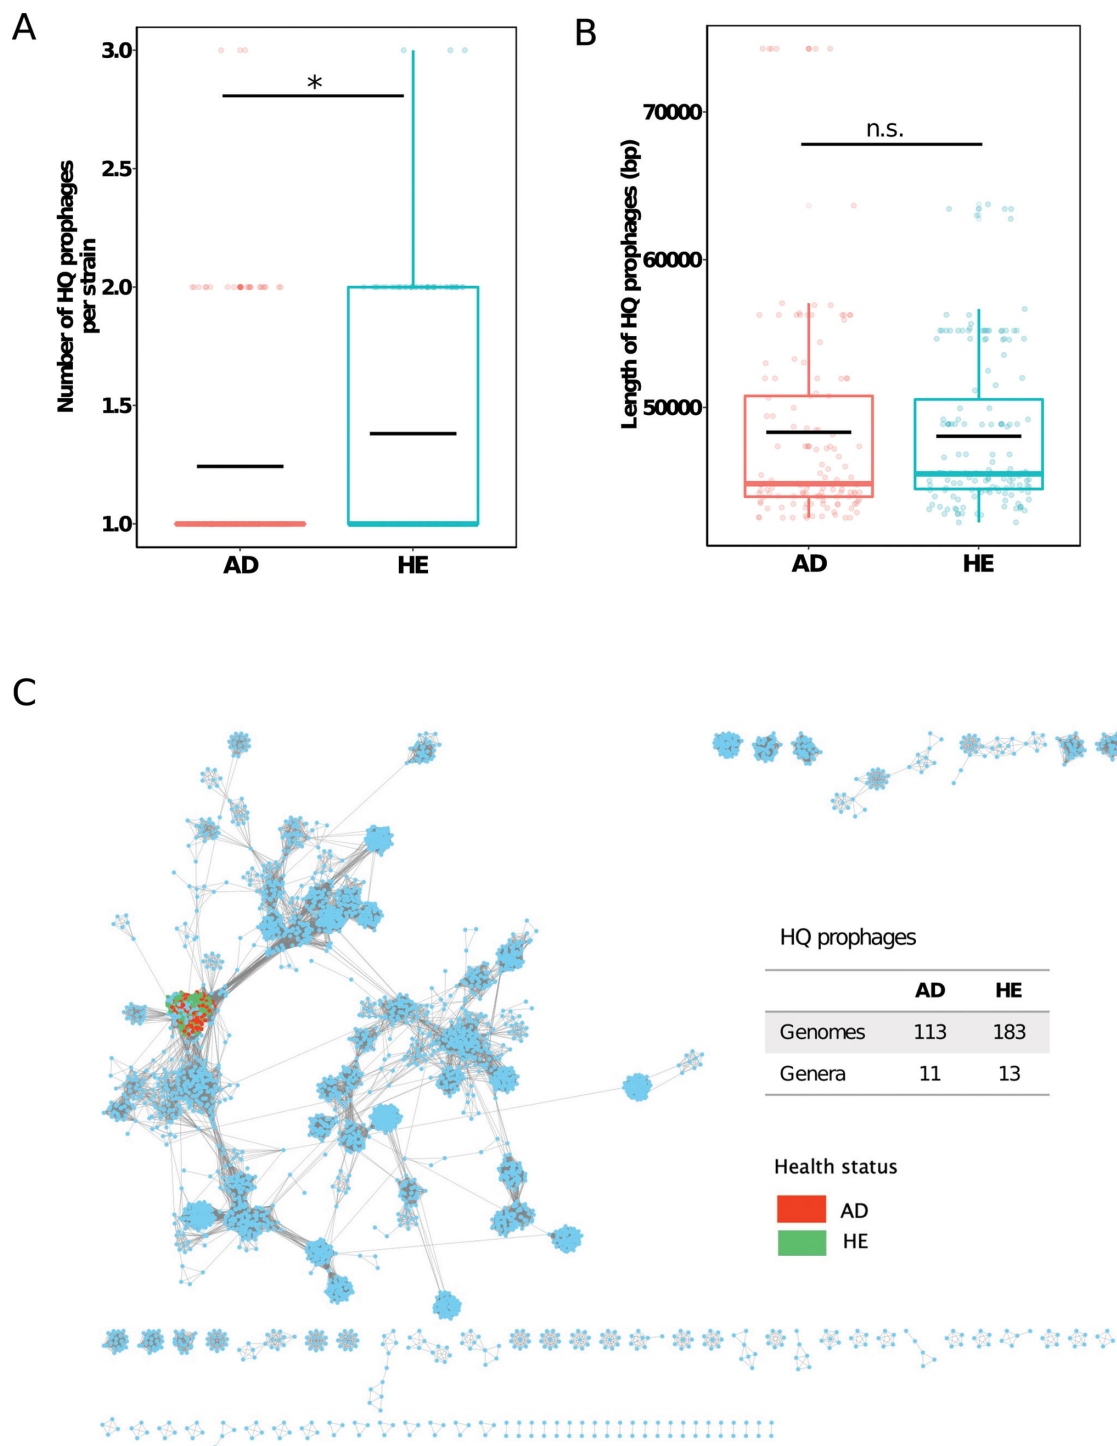 A
Number of HQ prophages
per strain
3.0
2.5
2.0
1.5
1.0
*
AD HE
B
Length of HQ prophages (bp)
70000
60000
50000
n.s.
AD HE
C
HQ prophages
AD HE
Genomes 113 183
Genera 11 13
Health status
AD
HE